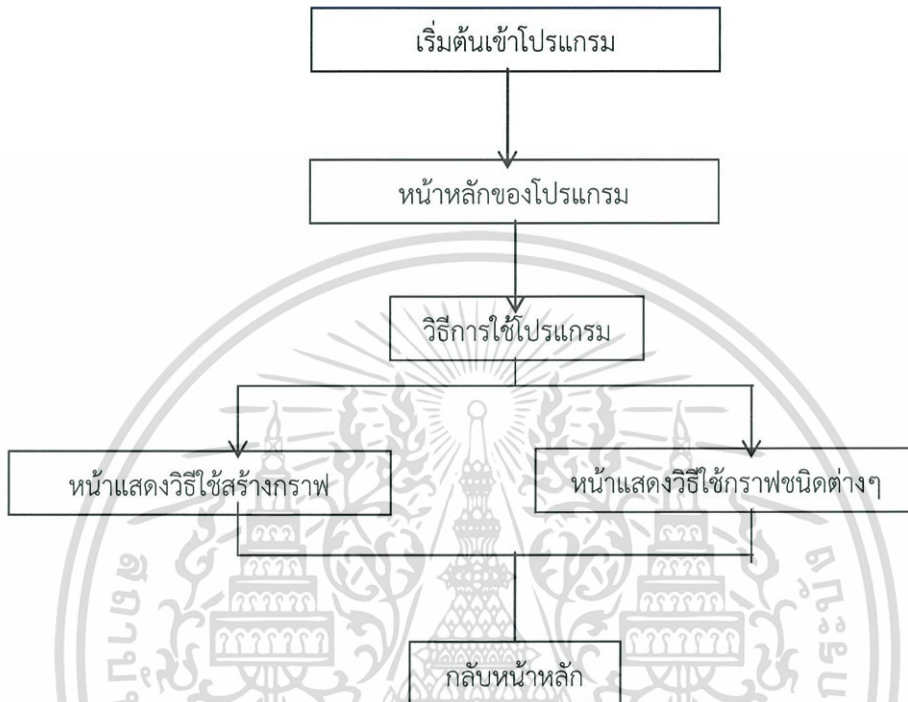 เริ่มต้นเข้าโปรแกรม
หน้าหลักของโปรแกรม
วิธีการใช้โปรแกรม
หน้าแสดงวิธีใช้สร้างกราฟ
หน้าแสดงวิธีใช้กราฟชนิดต่างๆ
กลับหน้าหลัก